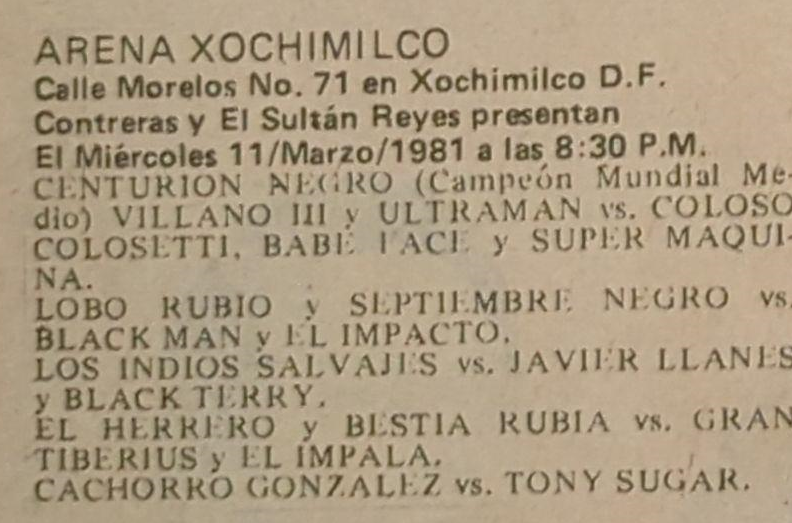 ARENA XOCHIMILCO
Calle Morelos No. 71 en Xochimilco D.F.
Contreras y El Sultán Reyes presentan
El Miércoles 11/Marzo/1981 a las 8:30 P.M.
CENTURION NEGRO (Campeón Mundial Me-
dio) VILLANO III y ULTRAMAN vs. COLOSO
COLOSETTI, BABE FACE y SUPER MAQUI-
NA.
LOBO RUBIO y SEPTIEMBRE NEGRO vs.
BLACK MAN y EL IMPACTO.
LOS INDIOS SALVAJES vs. JAVIER LLANES
y BLACK TERRY.
EL HERRERO y BESTIA RUBIA vs. GRAN
TIBERIUS y EL IMPALA.
CACHORRO GONZALEZ vs. TONY SUGAR.